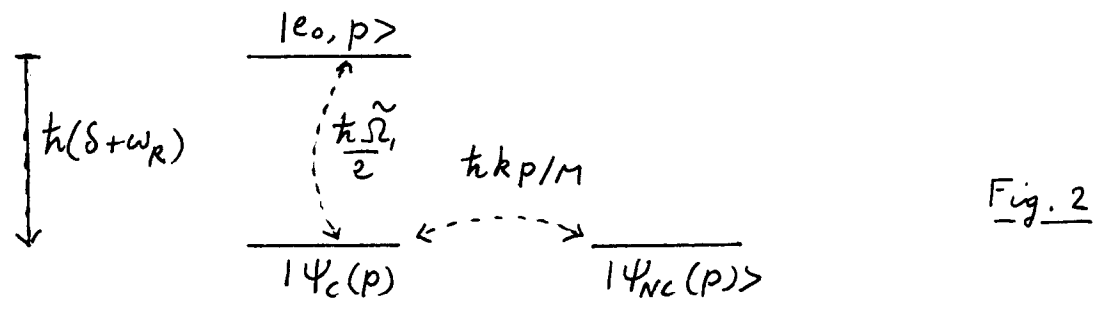 |e₀, p>
ħ(δ+ω_R)
ħΩ̃₁/2
ħkp/M
Fig. 2
|Ψ_C(p)
|Ψ_NC(p)>